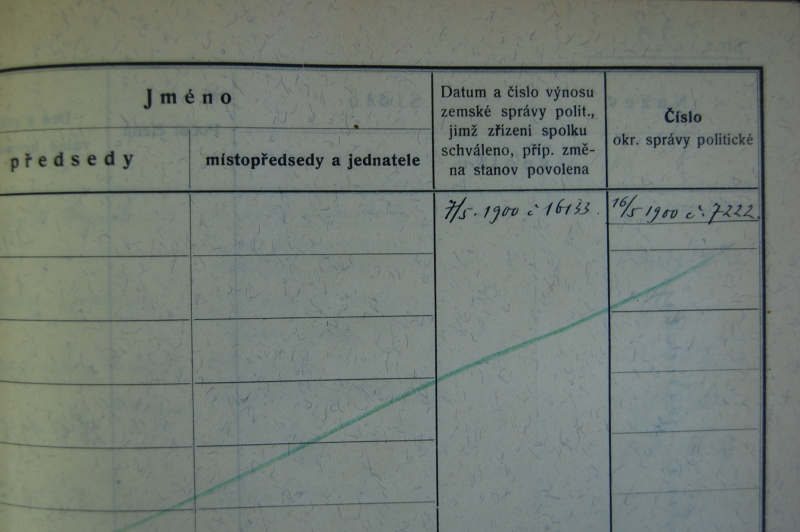 Jméno
předsedy
místopředsedy a jednatele
Datum a číslo výnosu
zemské správy polit.,
jimž zřízení spolku
schváleno, příp. změ-
na stanov povolena
Číslo
okr. správy politické
7/5. 1900 č 16133.
16/5 1900 č. 7222.